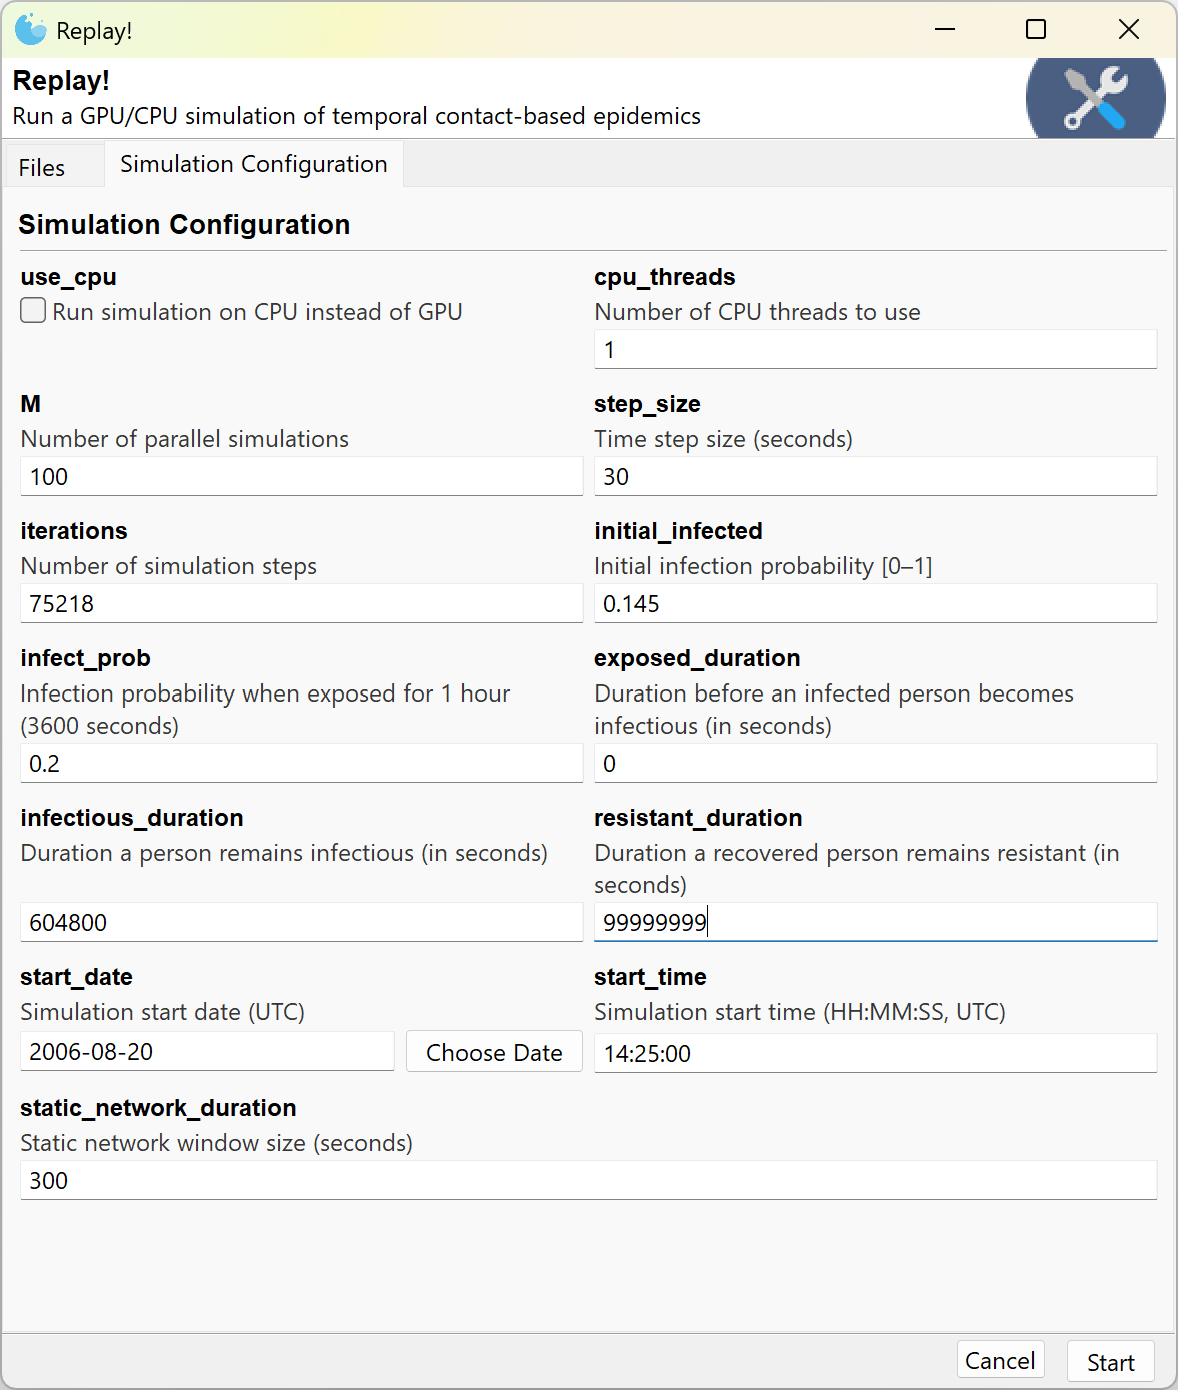 Replay!
Replay!
Run a GPU/CPU simulation of temporal contact-based epidemics
Files
Simulation Configuration
Simulation Configuration
use_cpu
Run simulation on CPU instead of GPU
cpu_threads
Number of CPU threads to use
1
M
Number of parallel simulations
100
step_size
Time step size (seconds)
30
iterations
Number of simulation steps
75218
initial_infected
Initial infection probability [0–1]
0.145
infect_prob
Infection probability when exposed for 1 hour
(3600 seconds)
0.2
exposed_duration
Duration before an infected person becomes
infectious (in seconds)
0
infectious_duration
Duration a person remains infectious (in seconds)
604800
resistant_duration
Duration a recovered person remains resistant (in
seconds)
99999999
start_date
Simulation start date (UTC)
2006-08-20
Choose Date
start_time
Simulation start time (HH:MM:SS, UTC)
14:25:00
static_network_duration
Static network window size (seconds)
300
Cancel
Start